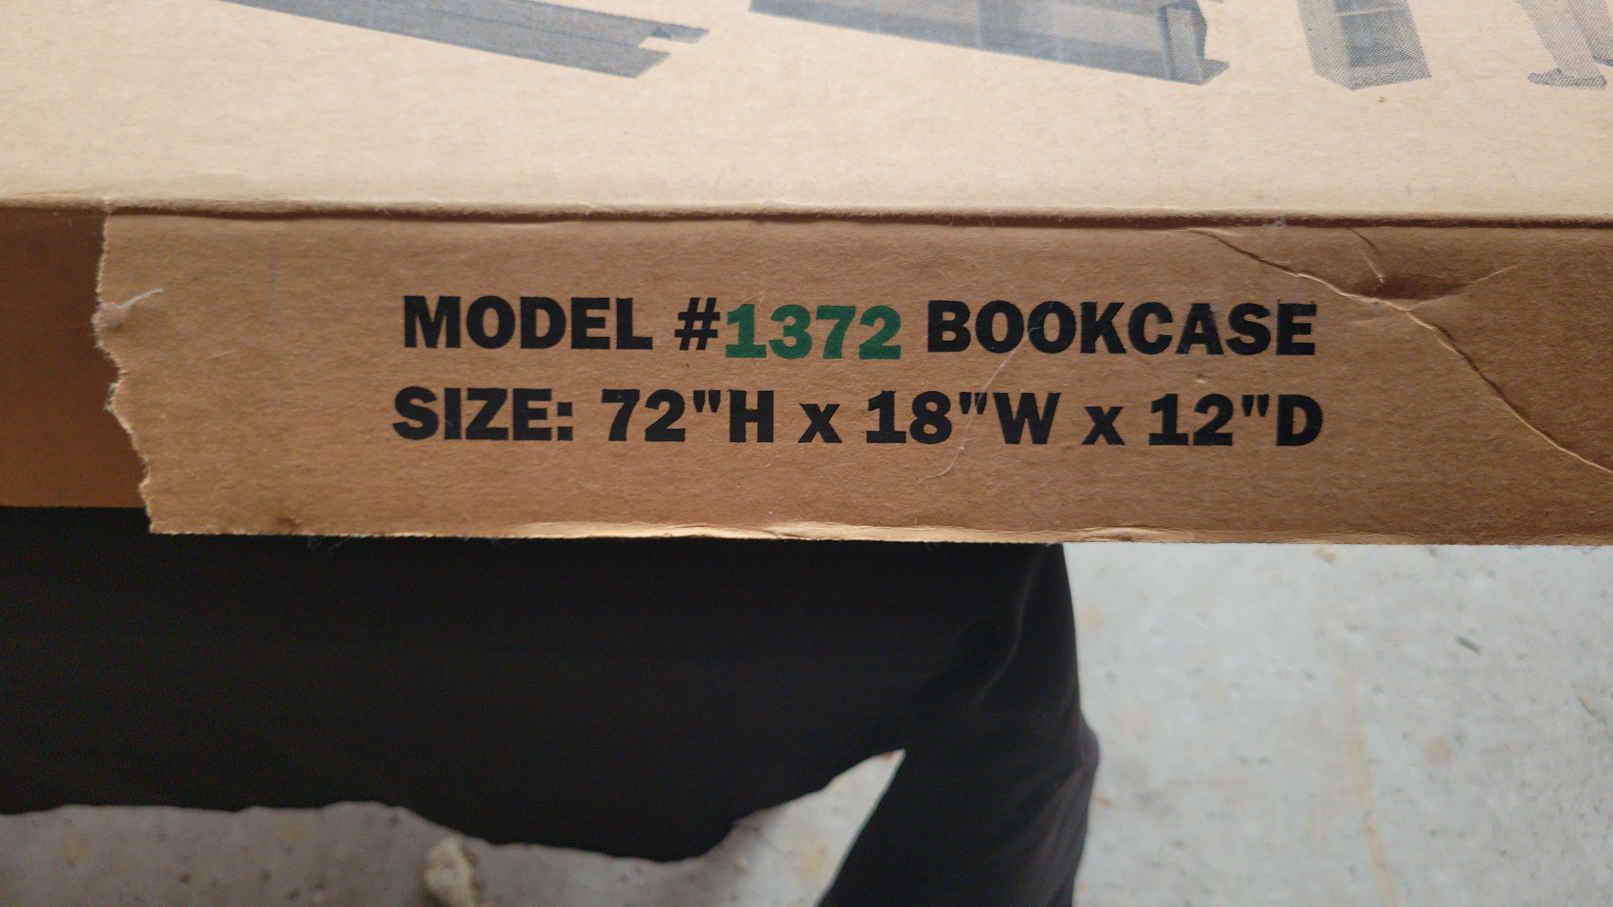 MODEL #1372 BOOKCASE
SIZE: 72"H x 18"W x 12"D